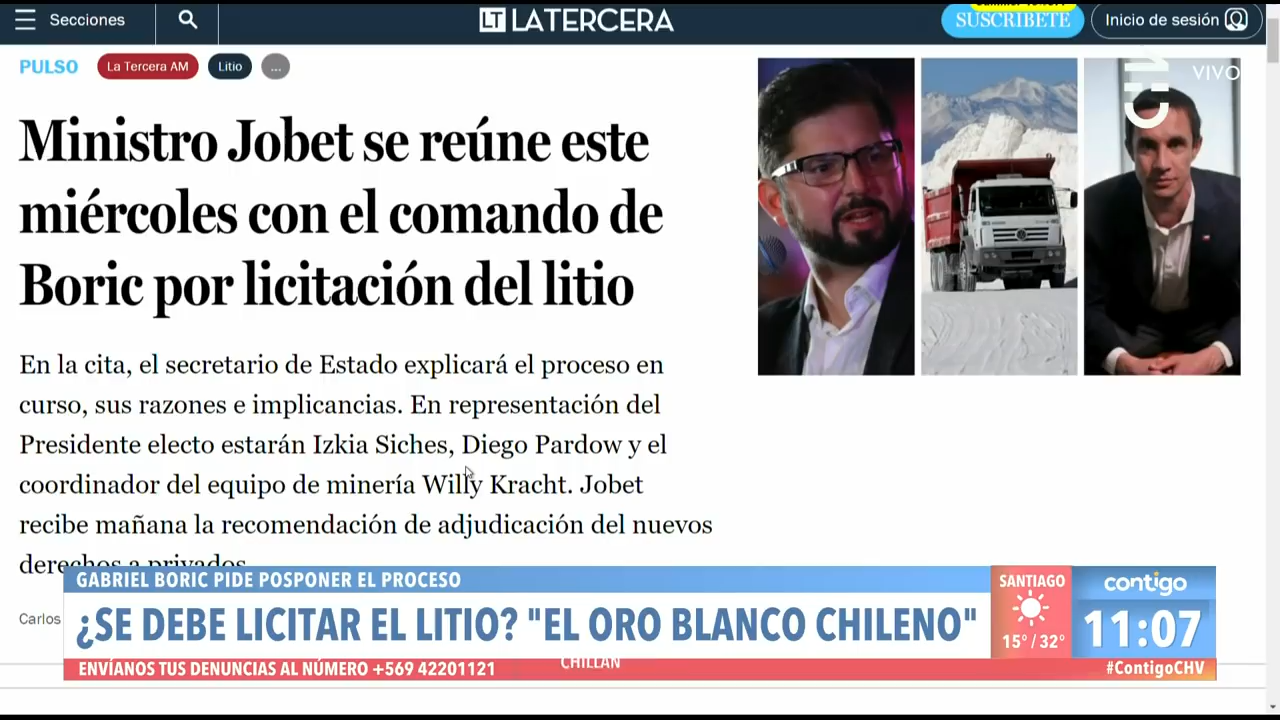 Secciones
LT LATERCERA
SUSCRÍBETE
Inicio de sesión
PULSO
La Tercera AM
Litio
...
VIVO
CHV
Ministro Jobet se reúne este
miércoles con el comando de
Boric por licitación del litio
En la cita, el secretario de Estado explicará el proceso en
curso, sus razones e implicancias. En representación del
Presidente electo estarán Izkia Siches, Diego Pardow y el
coordinador del equipo de minería Willy Kracht. Jobet
recibe mañana la recomendación de adjudicación del nuevos
derechos a privados.
Carlos
GABRIEL BORIC PIDE POSPONER EL PROCESO
¿SE DEBE LICITAR EL LITIO? "EL ORO BLANCO CHILENO"
SANTIAGO
15° / 32°
contigo
11:07
ENVÍANOS TUS DENUNCIAS AL NÚMERO +569 42201121
CHILLÁN
#ContigoCHV